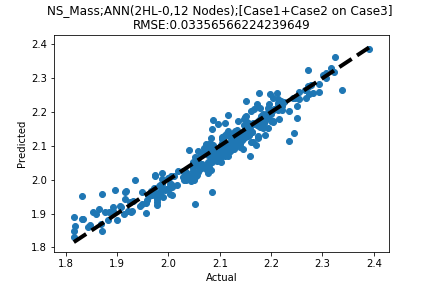 NS_Mass;ANN(2HL-0,12 Nodes);[Case1+Case2 on Case3]
RMSE:0.03356566224239649
2.4
2.3
2.2
2.1
2.0
1.9
1.8
Predicted
1.8 1.9 2.0 2.1 2.2 2.3 2.4
Actual